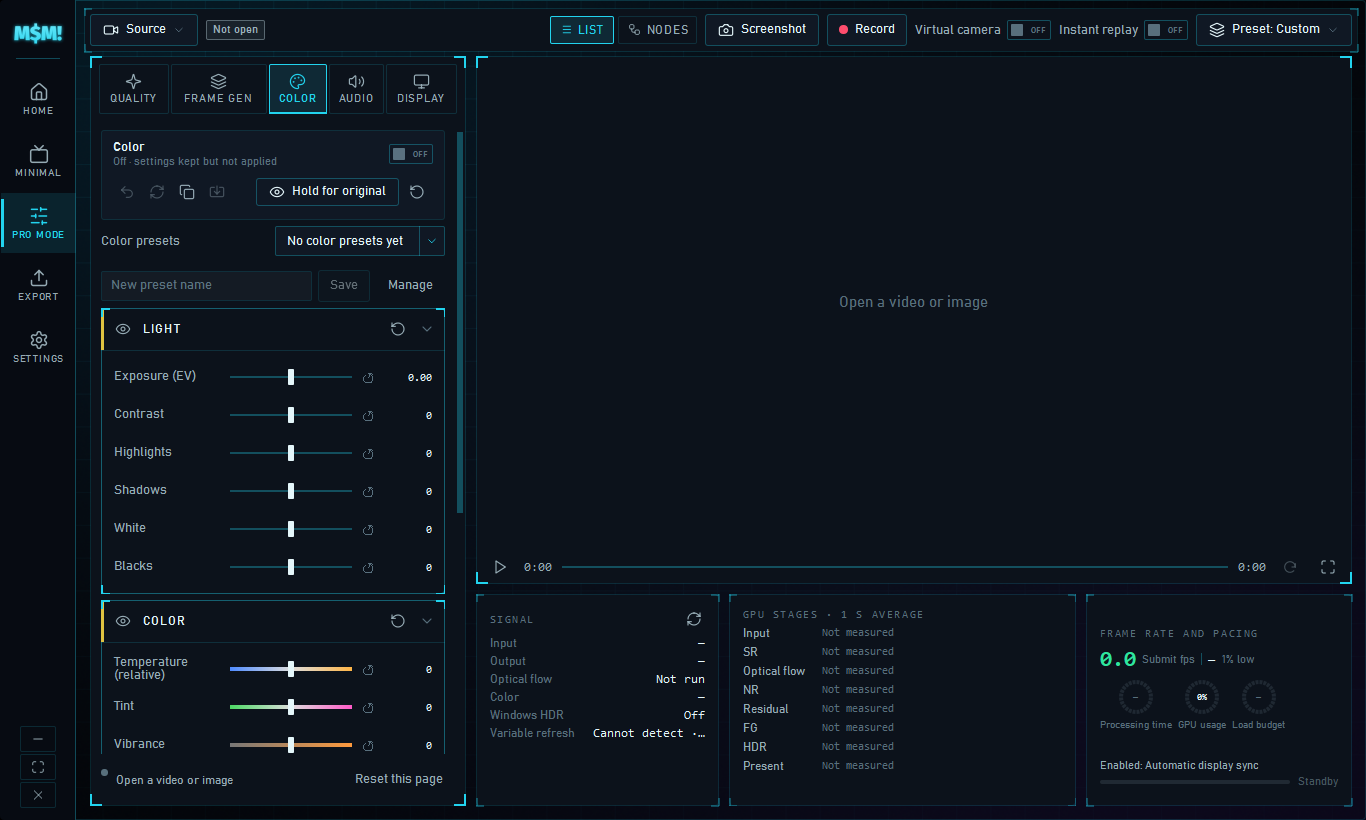 M$M!
HOME
MINIMAL
PRO MODE
EXPORT
SETTINGS
Source
Not open
LIST
NODES
Screenshot
Record
Virtual camera
OFF
Instant replay
OFF
Preset: Custom
QUALITY
FRAME GEN
COLOR
AUDIO
DISPLAY
Color
Off · settings kept but not applied
OFF
Hold for original
Color presets
No color presets yet
New preset name
Save
Manage
LIGHT
Exposure (EV)
0.00
Contrast
0
Highlights
0
Shadows
0
White
0
Blacks
0
COLOR
Temperature
(relative)
0
Tint
0
Vibrance
0
Open a video or image
Reset this page
Open a video or image
0:00
0:00
SIGNAL
Input —
Output —
Optical flow Not run
Color —
Windows HDR Off
Variable refresh Cannot detect ·…
GPU STAGES · 1 S AVERAGE
Input Not measured
SR Not measured
Optical flow Not measured
NR Not measured
Residual Not measured
FG Not measured
HDR Not measured
Present Not measured
FRAME RATE AND PACING
0.0 Submit fps — 1% low
— 0% —
Processing time GPU usage Load budget
Enabled: Automatic display sync
Standby